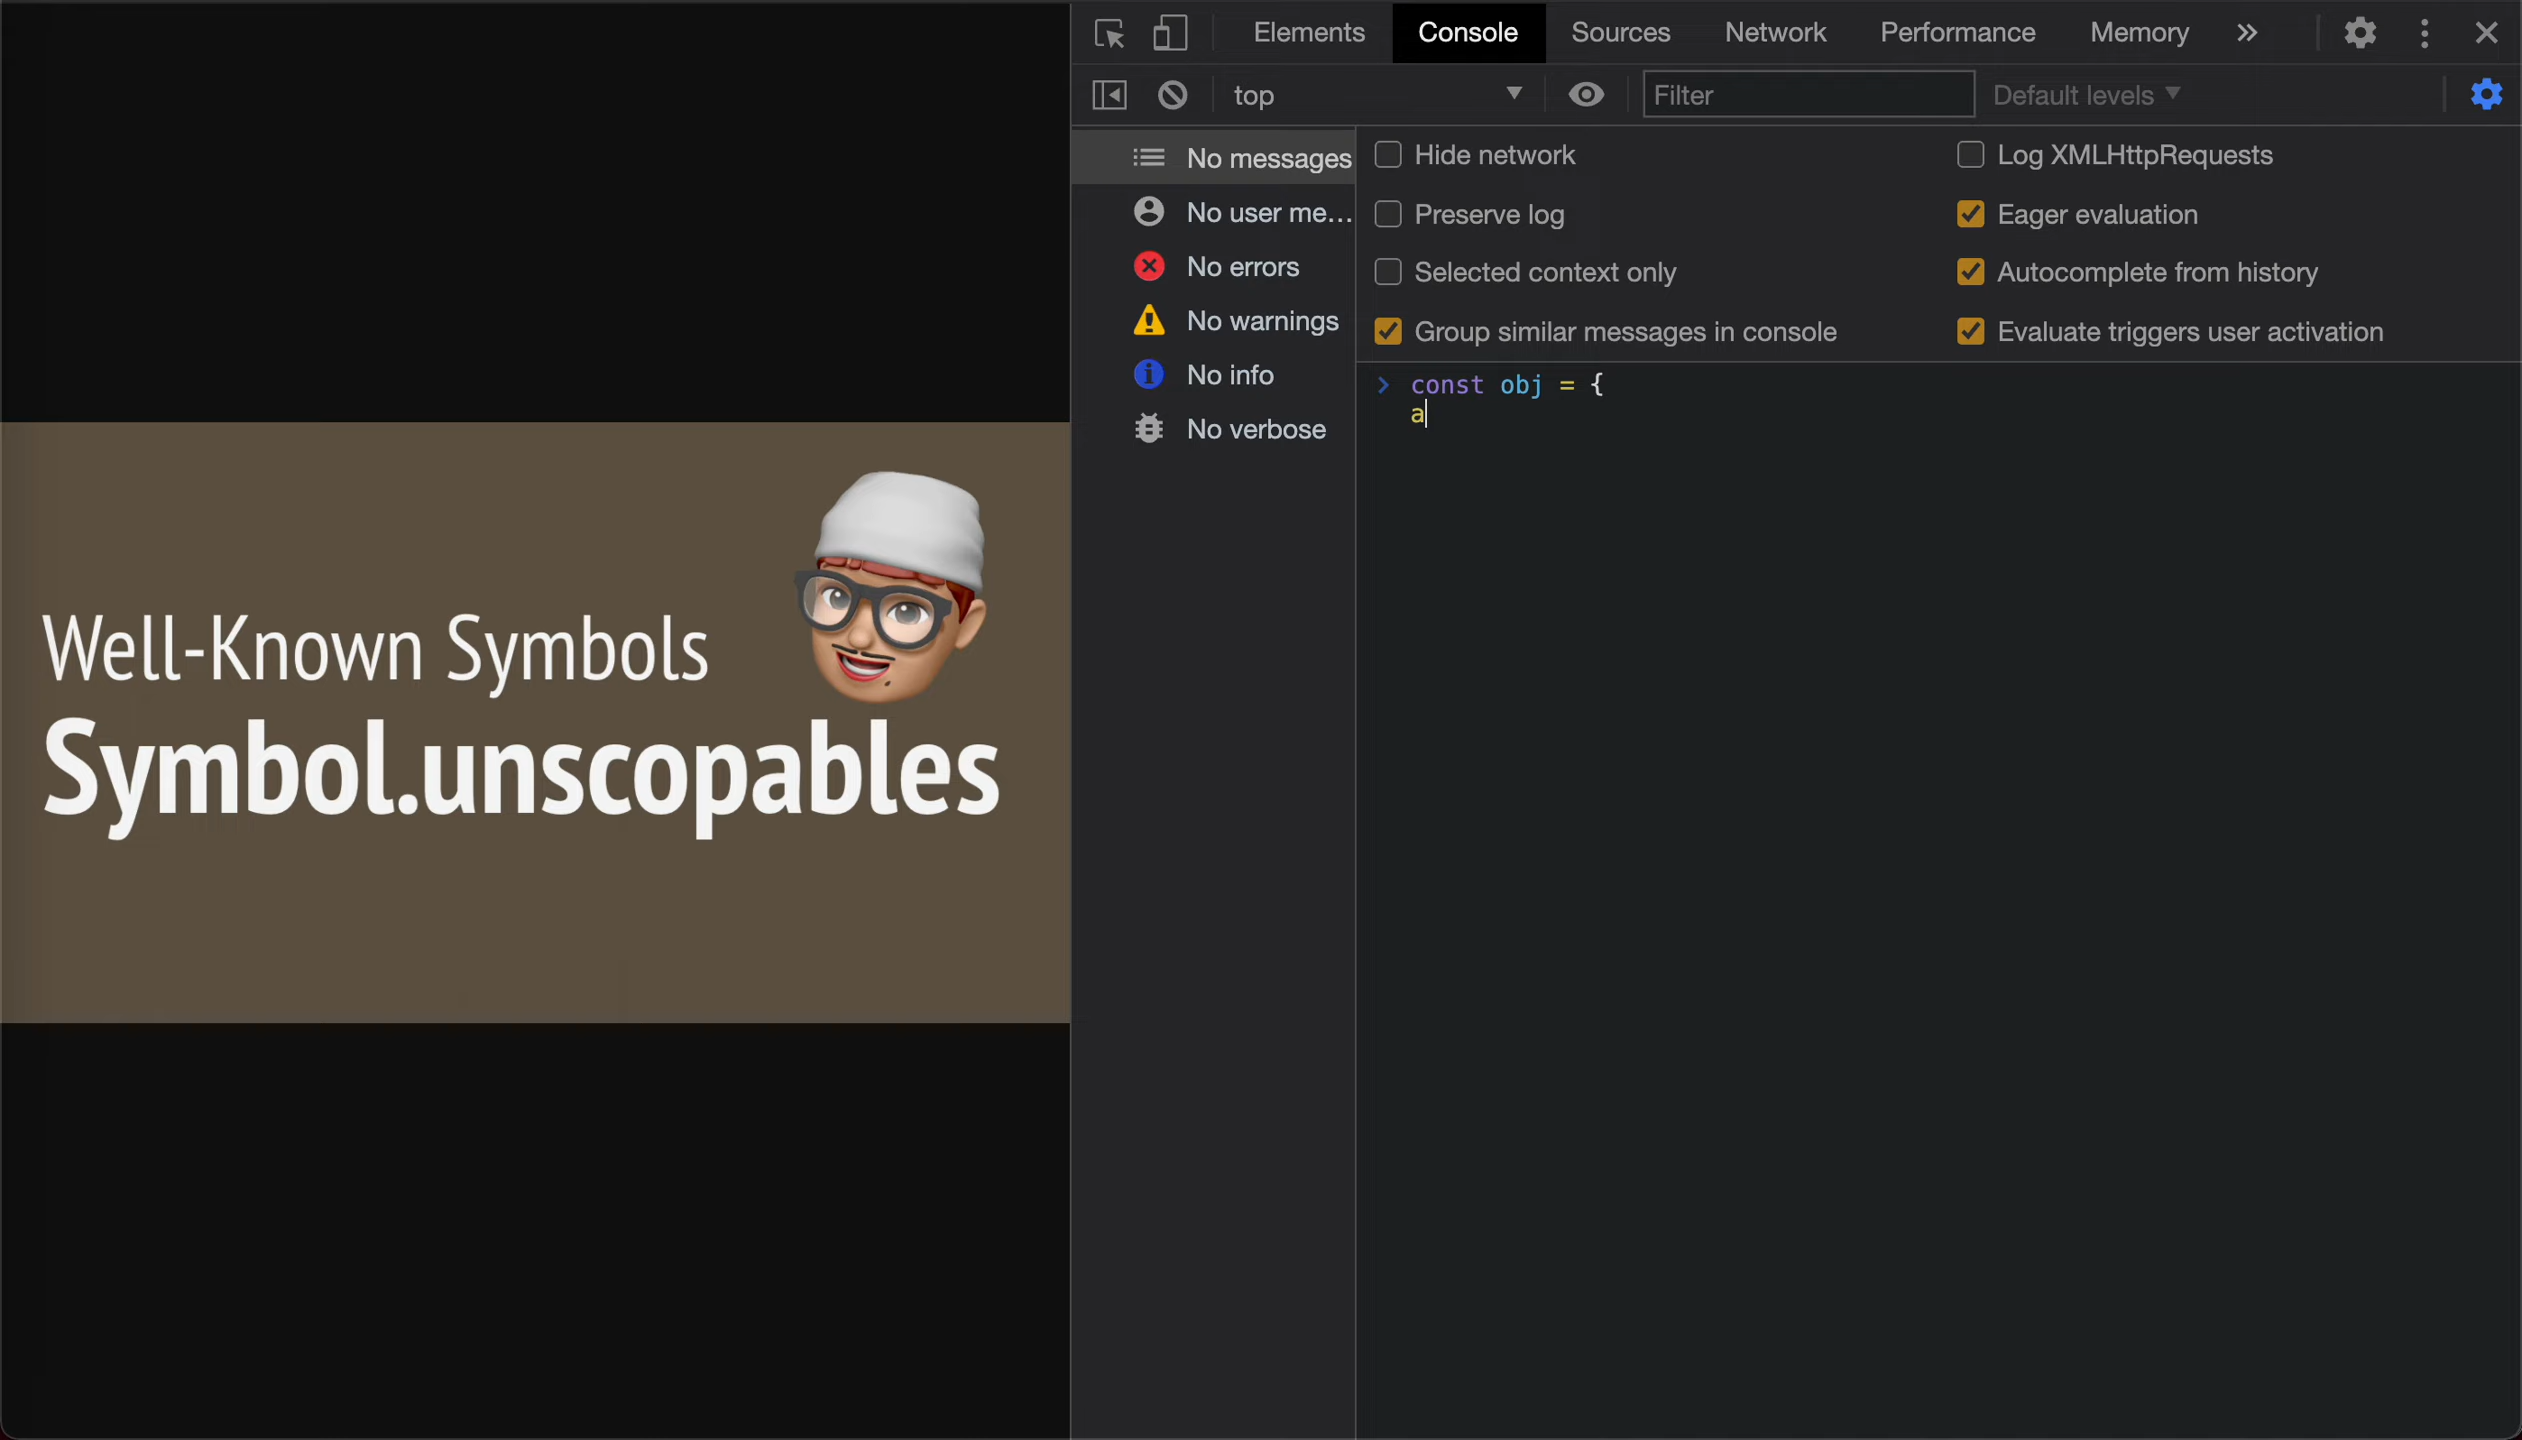 Well-Known Symbols
Symbol.unscopables
Elements Console Sources Network Performance Memory
top Filter Default levels
No messages
No user me…
No errors
No warnings
No info
No verbose
Hide network Log XMLHttpRequests
Preserve log Eager evaluation
Selected context only Autocomplete from history
Group similar messages in console Evaluate triggers user activation
const obj = {
a